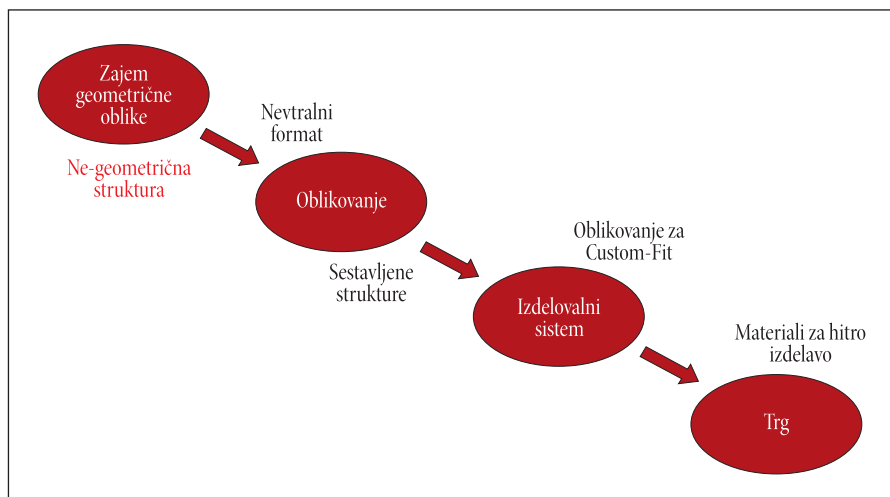 Zajem
geometrične
oblike
Nevtralni
format
Ne-geometrična
struktura
Oblikovanje
Oblikovanje za
Custom-Fit
Sestavljene
strukture
Izdelovalni
sistem
Materiali za hitro
izdelavo
Trg